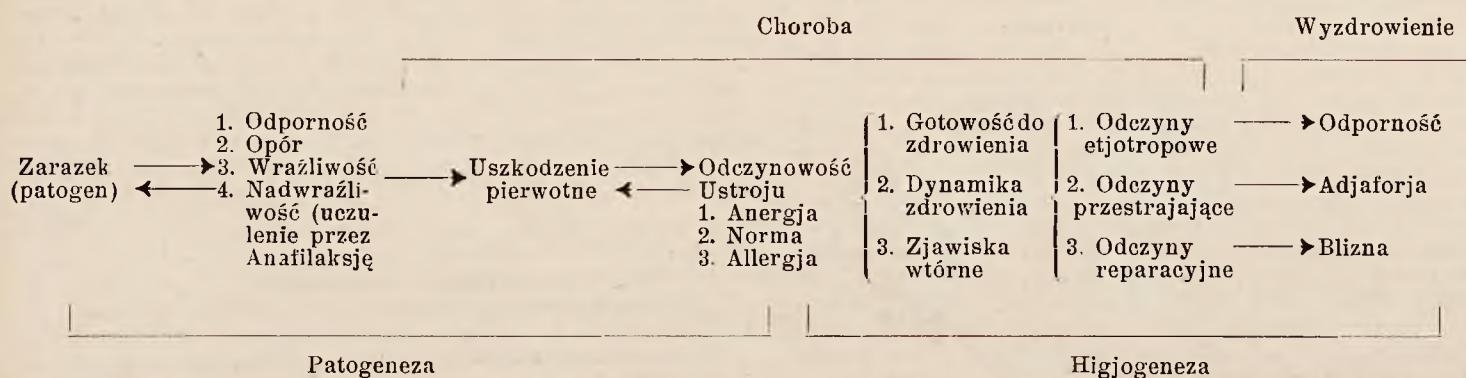 Choroba
Wyzdrowienie
Zarazek
(patogen)
1. Odporność
2. Opór
3. Wraźliwość
4. Nadwraźli-
wość (uczu-
lenie przez
Anafilaksję
Uszkodzenie
pierwotne
Odczynowość
Ustroju
1. Anergja
2. Norma
3. Allergja
1. Gotowość do
zdrowienia
2. Dynamika
zdrowienia
3. Zjawiska
wtórne
1. Odczyny
etjotropowe
2. Odczyny
przestrajające
3. Odczyny
reparacyjne
Odporność
Adjaforja
Blizna
Patogeneza
Higjogeneza